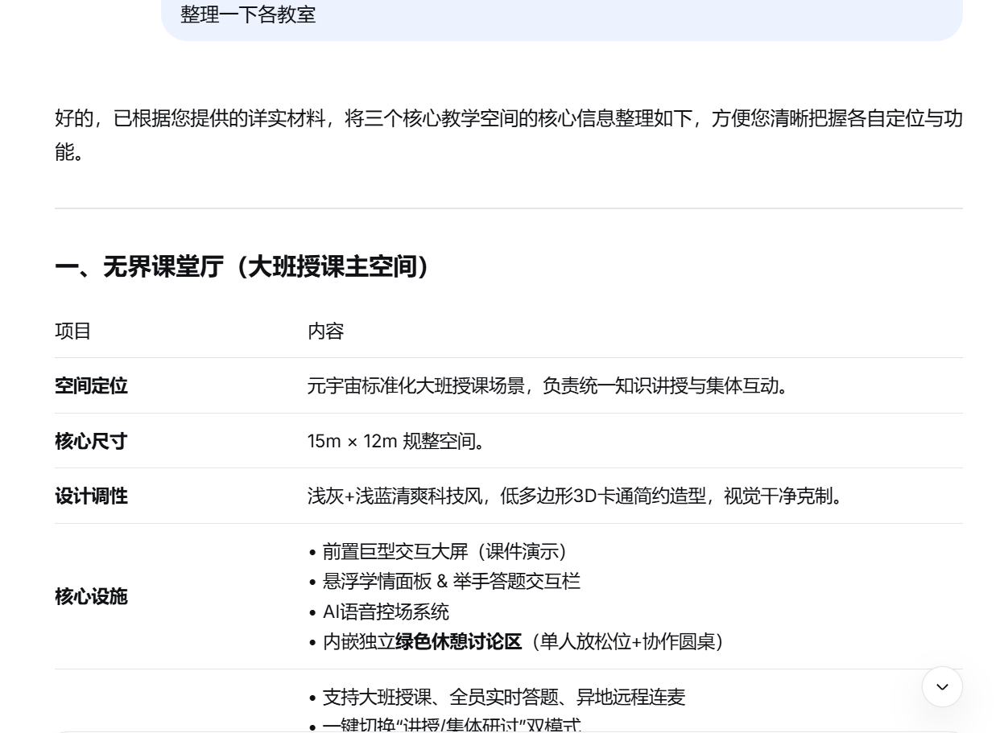 整理一下各教室
好的，已根据您提供的详实材料，将三个核心教学空间的核心信息整理如下，方便您清晰把握各自定位与功
能。
一、无界课堂厅（大班授课主空间）
项目 内容
空间定位 元宇宙标准化大班授课场景，负责统一知识讲授与集体互动。
核心尺寸 15m × 12m 规整空间。
设计调性 浅灰+浅蓝清爽科技风，低多边形3D卡通简约造型，视觉干净克制。
核心设施
• 前置巨型交互大屏（课件演示）
• 悬浮学情面板 & 举手答题交互栏
• AI语音控场系统
• 内嵌独立绿色休憩讨论区（单人放松位+协作圆桌）
• 支持大班授课、全员实时答题、异地远程连麦
• 一键切换“讲授/集体研讨”双模式